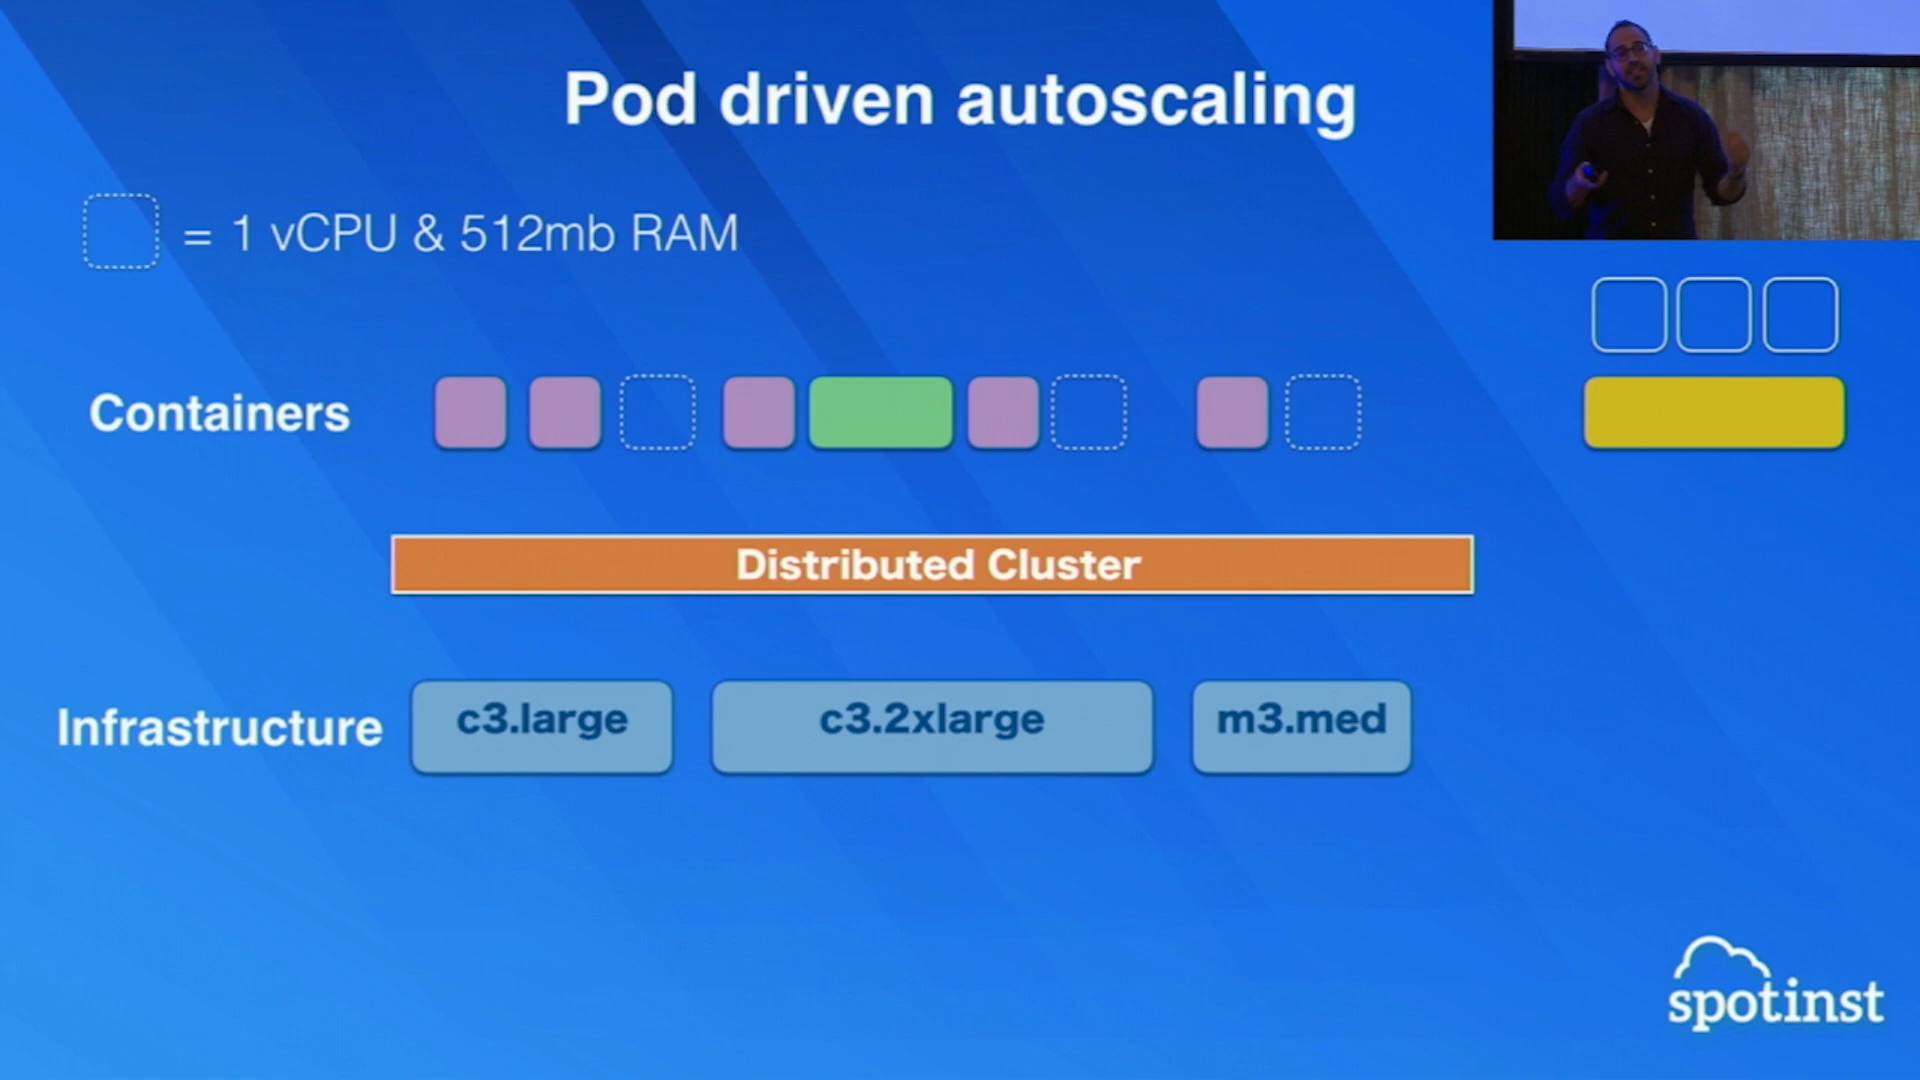 Pod driven autoscaling
= 1 vCPU & 512mb RAM
Containers
Distributed Cluster
Infrastructure
c3.large
c3.2xlarge
m3.med
spotinst